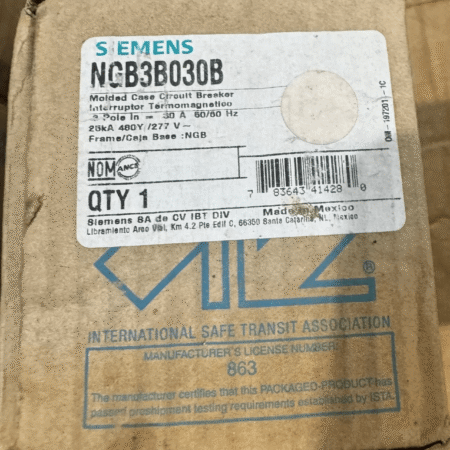 SIEMENS
NGB3B030B
Molded Case Circuit Breaker
Interruptor Termomagnetico
3 Pole In = 30 A 50/60 Hz
25kA 480Y/277 V~
Frame/Caja Base :NGB
NOM ANCE
QTY 1
7 83643 41428 0
Siemens SA de CV IBT DIV Made in Mexico
Libramiento Arco Vial, Km 4.2 Pte Edif C, 66350 Santa Catarina, NL, Mexico
®
INTERNATIONAL SAFE TRANSIT ASSOCIATION
MANUFACTURER'S LICENSE NUMBER:
863
The manufacturer certifies that this PACKAGED-PRODUCT has
passed preshipment testing requirements established by ISTA.